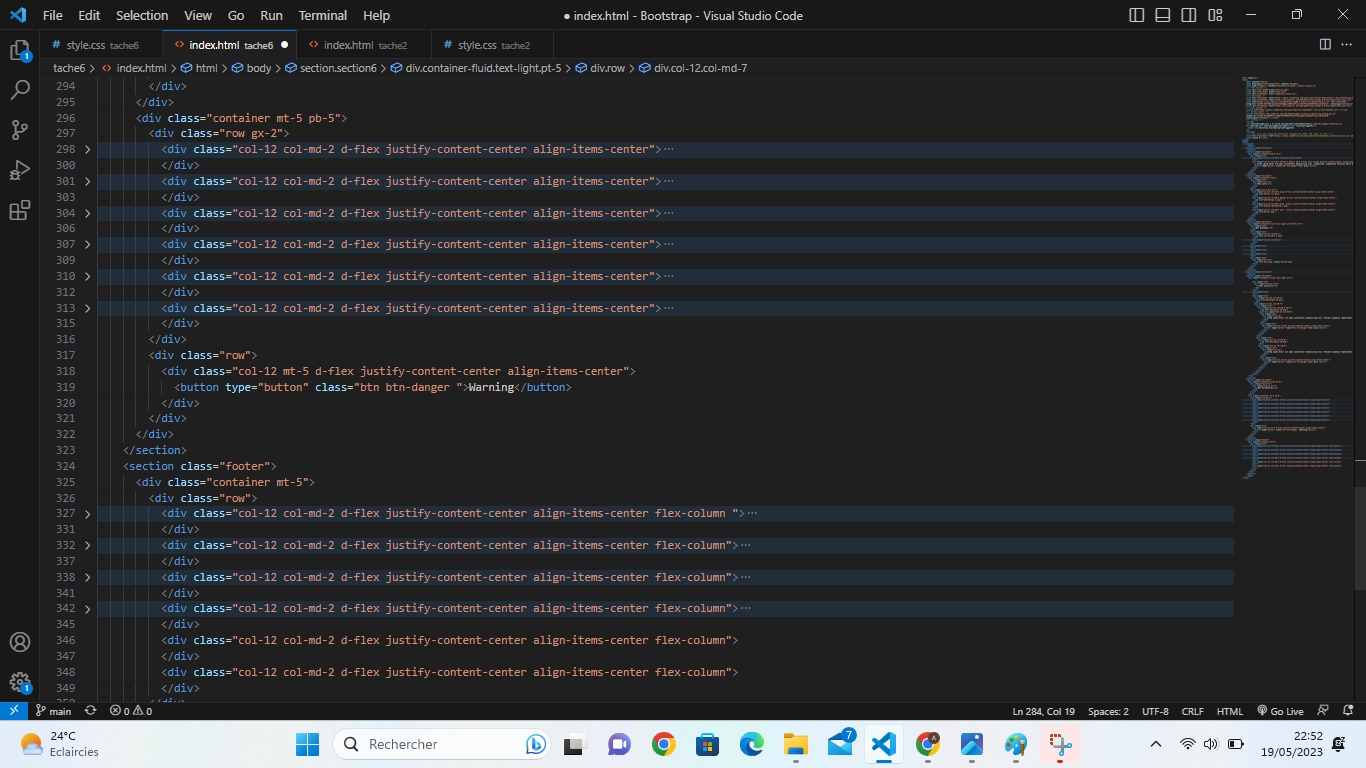 File Edit Selection View Go Run Terminal Help ● index.html - Bootstrap - Visual Studio Code
# style.css tache6 <> index.html tache6 ● <> index.html tache2 # style.css tache2
tache6 > <> index.html > html > body > section.section6 > div.container-fluid.text-light.pt-5 > div.row > div.col-12.col-md-7
294 </div>
295 </div>
296 <div class="container mt-5 pb-5">
297 <div class="row gx-2">
298 > <div class="col-12 col-md-2 d-flex justify-content-center align-items-center">···
300 </div>
301 > <div class="col-12 col-md-2 d-flex justify-content-center align-items-center">···
303 </div>
304 > <div class="col-12 col-md-2 d-flex justify-content-center align-items-center">···
306 </div>
307 > <div class="col-12 col-md-2 d-flex justify-content-center align-items-center">···
309 </div>
310 > <div class="col-12 col-md-2 d-flex justify-content-center align-items-center">···
312 </div>
313 > <div class="col-12 col-md-2 d-flex justify-content-center align-items-center">···
315 </div>
316 </div>
317 <div class="row">
318 <div class="col-12 mt-5 d-flex justify-content-center align-items-center">
319 <button type="button" class="btn btn-danger ">Warning</button>
320 </div>
321 </div>
322 </div>
323 </section>
324 <section class="footer">
325 <div class="container mt-5">
326 <div class="row">
327 > <div class="col-12 col-md-2 d-flex justify-content-center align-items-center flex-column ">···
331 </div>
332 > <div class="col-12 col-md-2 d-flex justify-content-center align-items-center flex-column">···
337 </div>
338 > <div class="col-12 col-md-2 d-flex justify-content-center align-items-center flex-column">···
341 </div>
342 > <div class="col-12 col-md-2 d-flex justify-content-center align-items-center flex-column">···
345 </div>
346 <div class="col-12 col-md-2 d-flex justify-content-center align-items-center flex-column">
347 </div>
348 <div class="col-12 col-md-2 d-flex justify-content-center align-items-center flex-column">
349 </div>
350 </div>
main 0 0 Ln 284, Col 19 Spaces: 2 UTF-8 CRLF HTML Go Live
24°C
Eclaircies
Rechercher
7
22:52
19/05/2023